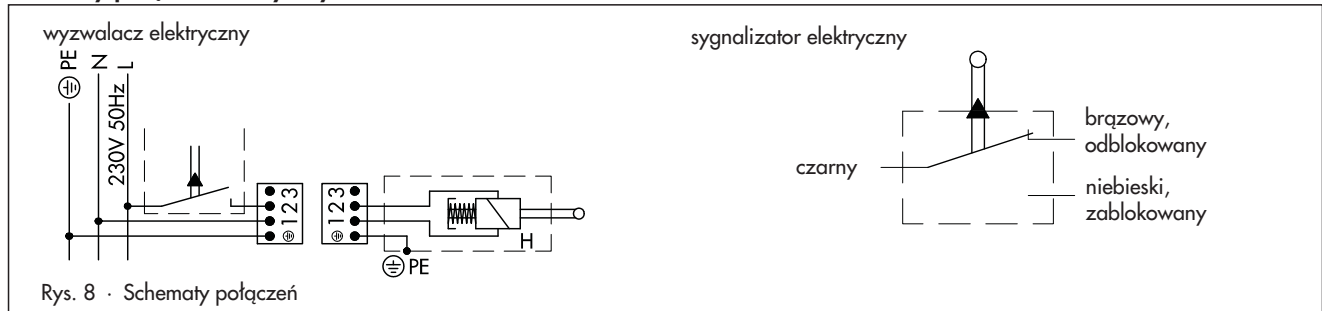 wyzwalacz elektryczny
PE
N
L
230V 50Hz
1 2 3
1 2 3
H
PE
sygnalizator elektryczny
czarny
brązowy,
odblokowany
niebieski,
zablokowany
Rys. 8 · Schematy połączeń